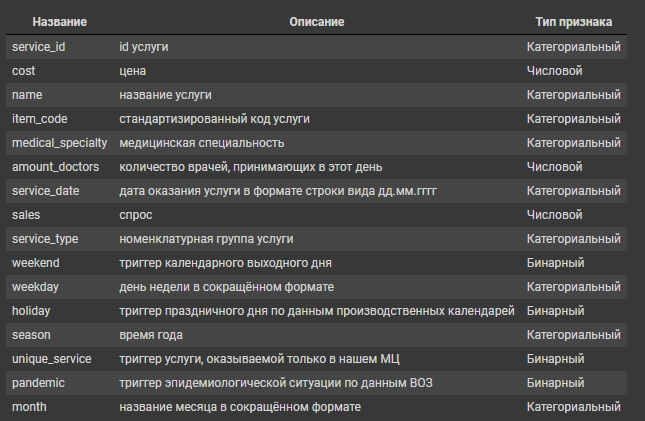 Название Описание Тип признака
service_id id услуги Категориальный
cost цена Числовой
name название услуги Категориальный
item_code стандартизированный код услуги Категориальный
medical_specialty медицинская специальность Категориальный
amount_doctors количество врачей, принимающих в этот день Числовой
service_date дата оказания услуги в формате строки вида дд.мм.гггг Категориальный
sales спрос Числовой
service_type номенклатурная группа услуги Категориальный
weekend триггер календарного выходного дня Бинарный
weekday день недели в сокращённом формате Категориальный
holiday триггер праздничного дня по данным производственных календарей Бинарный
season время года Категориальный
unique_service триггер услуги, оказываемой только в нашем МЦ Бинарный
pandemic триггер эпидемиологической ситуации по данным ВОЗ Бинарный
month название месяца в сокращённом формате Категориальный